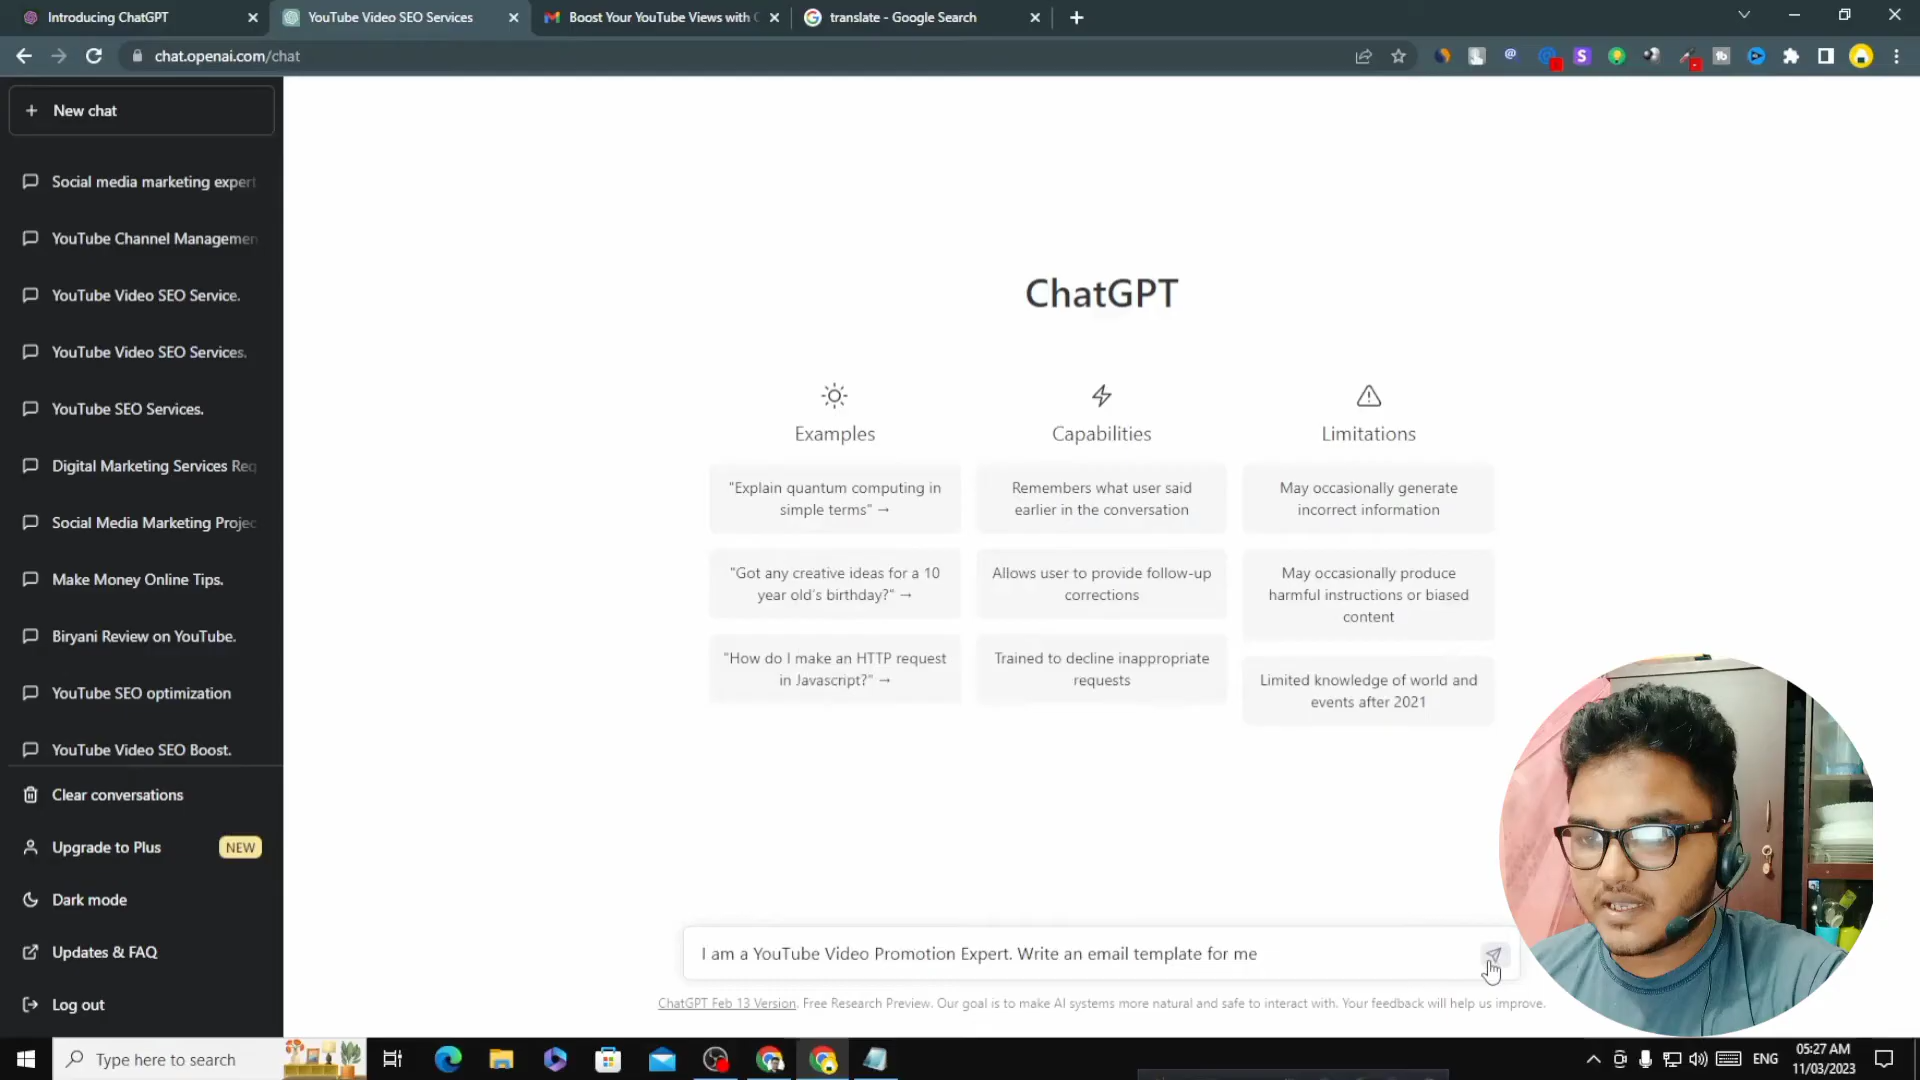 Introducing ChatGPT
YouTube Video SEO Services
Boost Your YouTube Views with
translate - Google Search
chat.openai.com/chat
New chat
Social media marketing expert
YouTube Channel Managemen
YouTube Video SEO Service.
YouTube Video SEO Services.
YouTube SEO Services.
Digital Marketing Services Req
Social Media Marketing Projec
Make Money Online Tips.
Biryani Review on YouTube.
YouTube SEO optimization
YouTube Video SEO Boost.
Clear conversations
Upgrade to Plus
NEW
Dark mode
Updates & FAQ
Log out
ChatGPT
Examples
"Explain quantum computing in
simple terms" →
"Got any creative ideas for a 10
year old's birthday?" →
"How do I make an HTTP request
in Javascript?" →
Capabilities
Remembers what user said
earlier in the conversation
Allows user to provide follow-up
corrections
Trained to decline inappropriate
requests
Limitations
May occasionally generate
incorrect information
May occasionally produce
harmful instructions or biased
content
Limited knowledge of world and
events after 2021
I am a YouTube Video Promotion Expert. Write an email template for me
ChatGPT Feb 13 Version. Free Research Preview. Our goal is to make AI systems more natural and safe to interact with. Your feedback will help us improve.
Type here to search
ENG
05:27 AM
11/03/2023